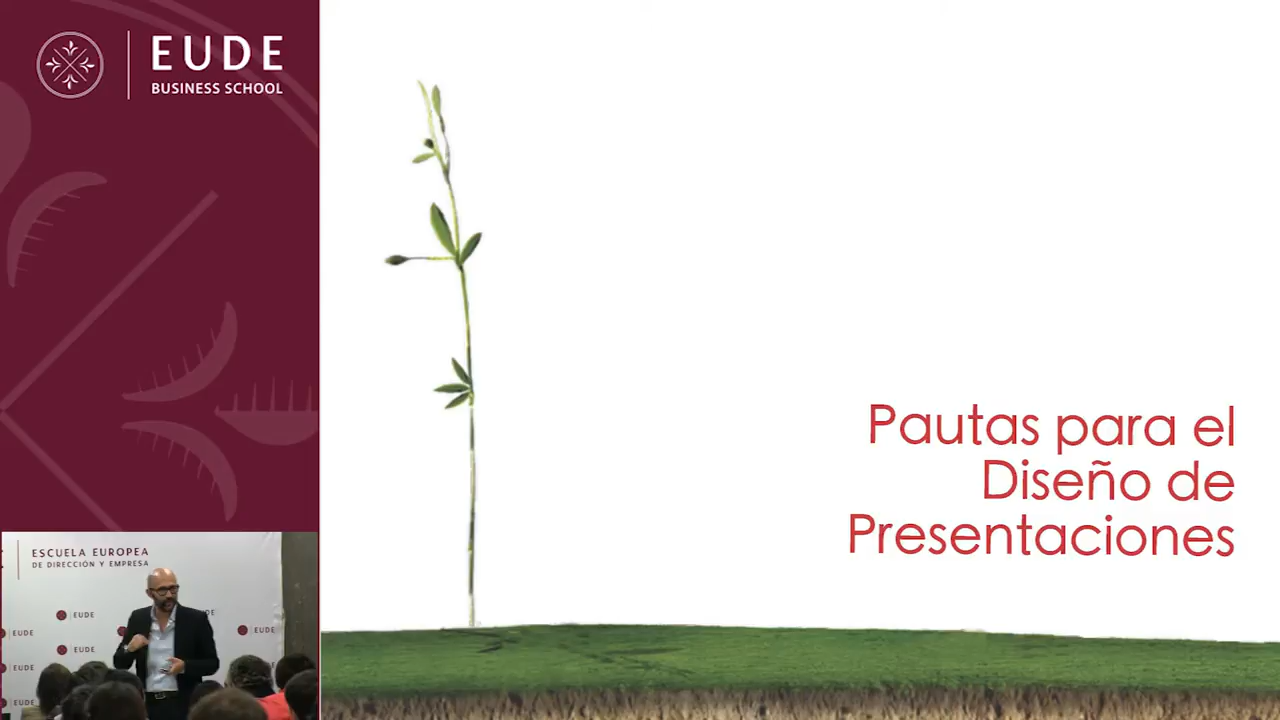 EUDE
BUSINESS SCHOOL
Pautas para el
Diseño de
Presentaciones
ESCUELA EUROPEA
DE DIRECCIÓN Y EMPRESA
EUDE
EUDE
EUDE
EUDE
EUDE
EUDE